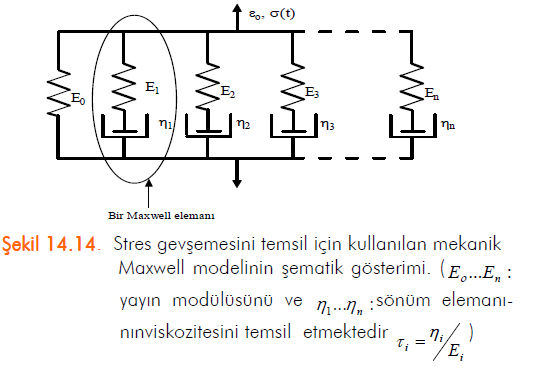 ε₀, σ(t)
E₀ E₁ E₂ E₃ Eₙ
η₁ η₂ η₃ ηₙ
Bir Maxwell elemanı
Şekil 14.14. Stres gevşemesini temsil için kullanılan mekanik
Maxwell modelinin şematik gösterimi. ( Eₒ...Eₙ :
yayın modülüsünü ve η₁...ηₙ : sönüm elemanı-
nınviskozitesini temsil etmektedir τᵢ = ηᵢ/Eᵢ )